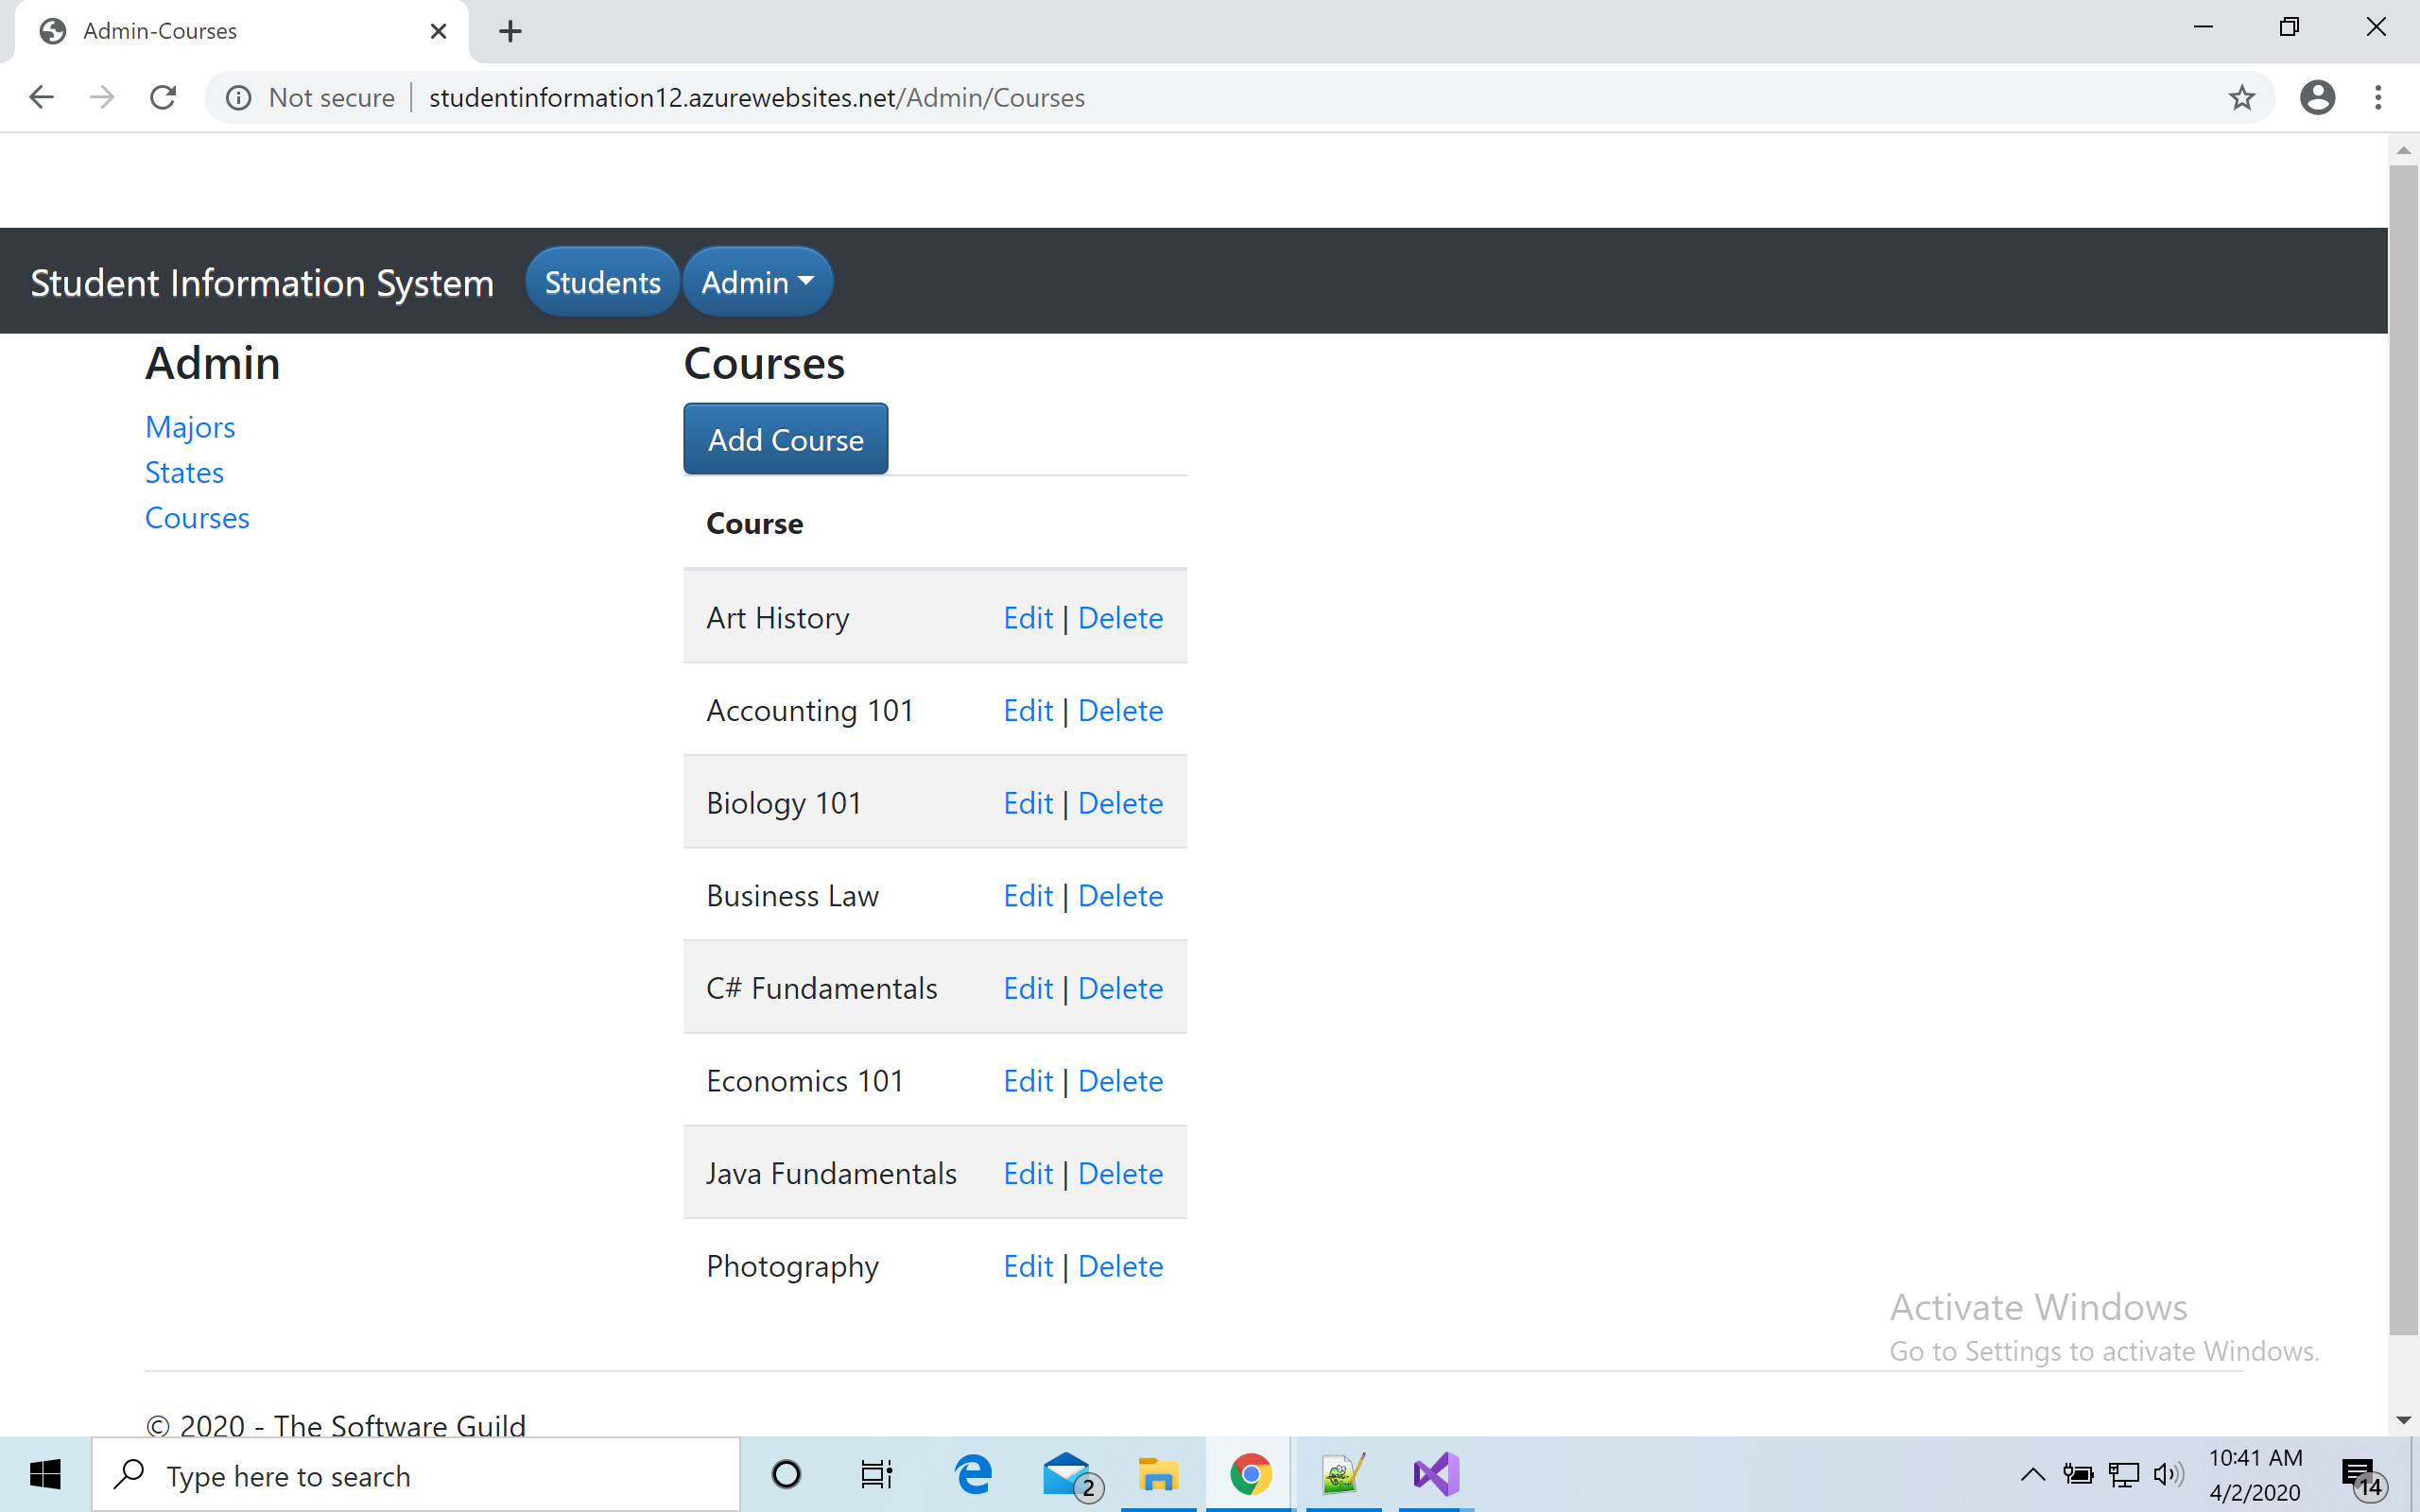 Admin-Courses
Not secure | studentinformation12.azurewebsites.net/Admin/Courses
Student Information System Students Admin
Admin
Majors
States
Courses
Courses
Add Course
Course
Art History Edit | Delete
Accounting 101 Edit | Delete
Biology 101 Edit | Delete
Business Law Edit | Delete
C# Fundamentals Edit | Delete
Economics 101 Edit | Delete
Java Fundamentals Edit | Delete
Photography Edit | Delete
Activate Windows
Go to Settings to activate Windows.
© 2020 - The Software Guild
Type here to search
2
10:41 AM
4/2/2020
14